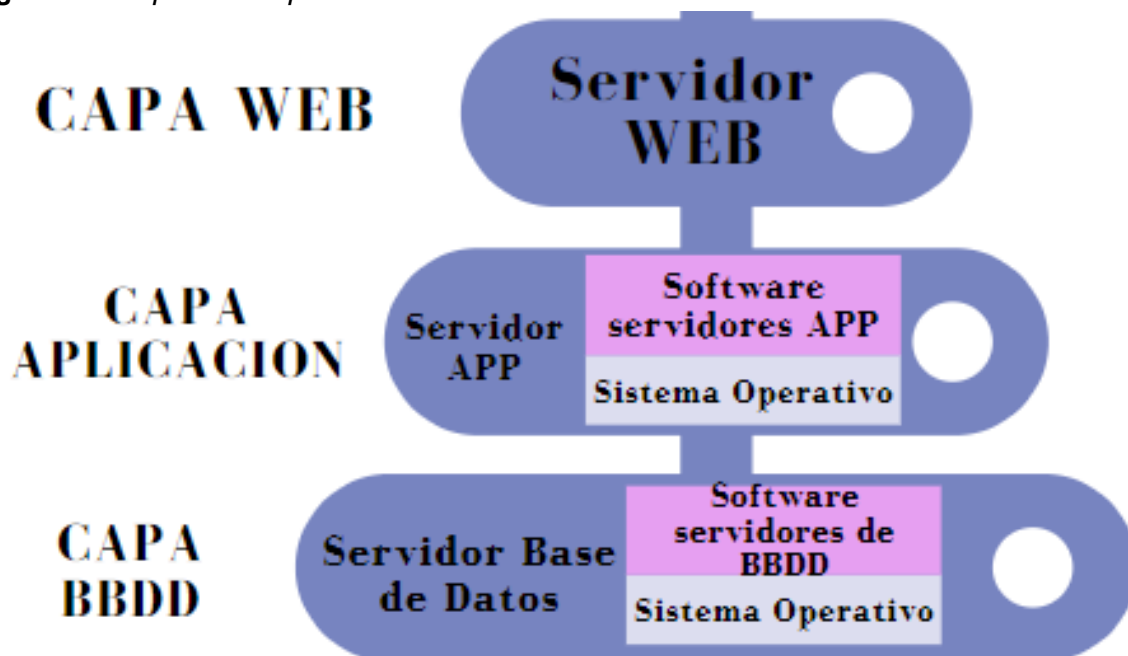 CAPA WEB
Servidor
WEB
CAPA
APLICACION
Servidor
APP
Software
servidores APP
Sistema Operativo
CAPA
BBDD
Servidor Base
de Datos
Software
servidores de
BBDD
Sistema Operativo